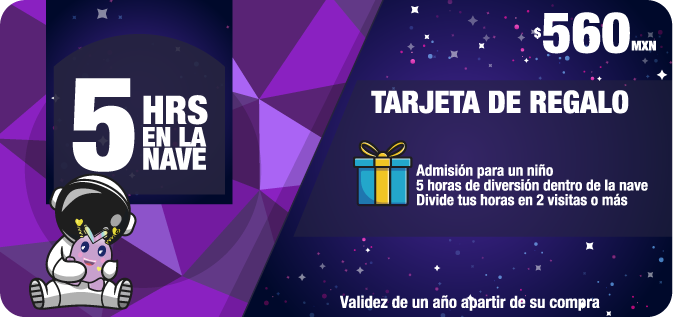 5 HRS
EN LA
NAVE
$560 MXN
TARJETA DE REGALO
Admisión para un niño
5 horas de diversión dentro de la nave
Divide tus horas en 2 visitas o más
Validez de un año apartir de su compra